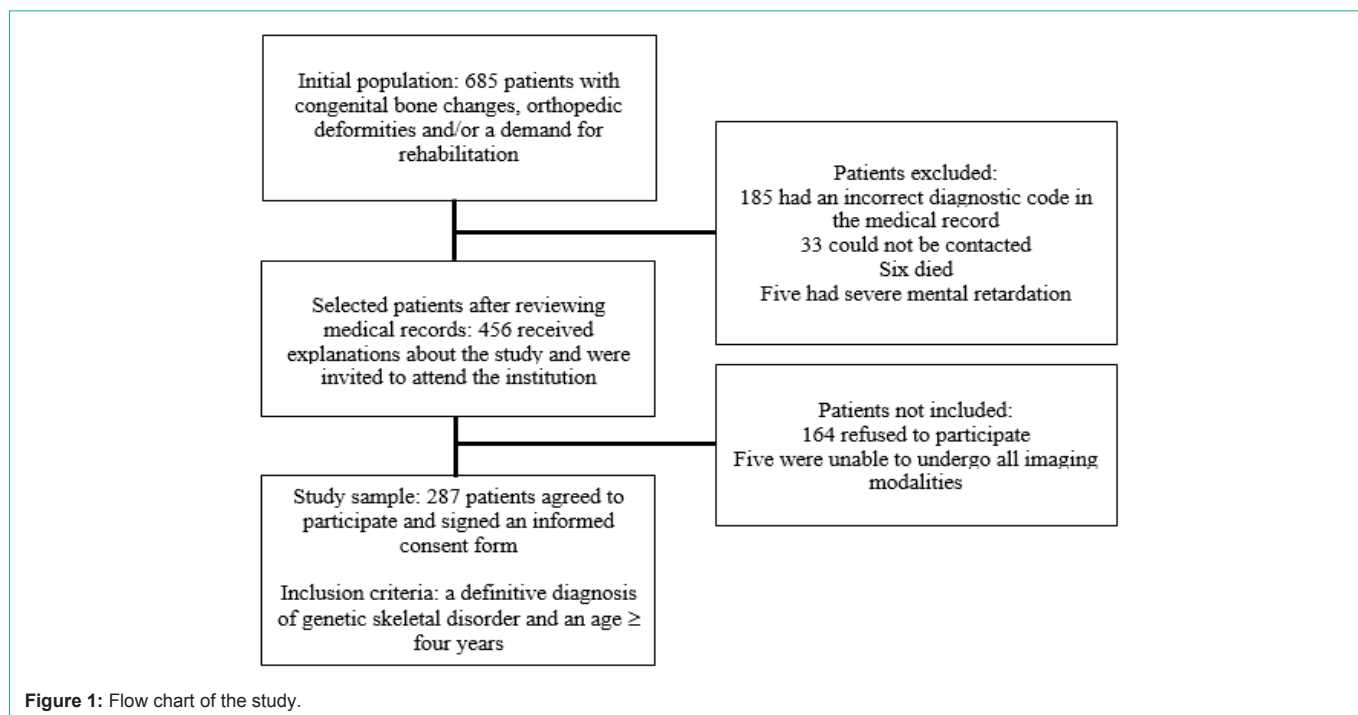 Initial population: 685 patients with
congenital bone changes, orthopedic
deformities and/or a demand for
rehabilitation
Patients excluded:
185 had an incorrect diagnostic code in
the medical record
33 could not be contacted
Six died
Five had severe mental retardation
Selected patients after reviewing
medical records: 456 received
explanations about the study and were
invited to attend the institution
Patients not included:
164 refused to participate
Five were unable to undergo all imaging
modalities
Study sample: 287 patients agreed to
participate and signed an informed
consent form
Inclusion criteria: a definitive diagnosis
of genetic skeletal disorder and an age ≥
four years
Figure 1: Flow chart of the study.